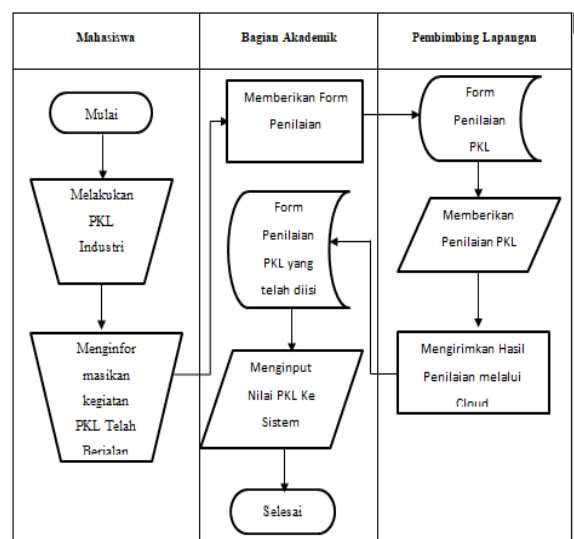 Mahasiswa
Bagian Akademik
Pembimbing Lapangan
Mulai
Melakukan
PKL
Industri
Menginfor
masikan
kegiatan
PKL Telah
Berjalan
Memberikan Form
Penilaian
Form
Penilaian
PKL
Memberikan
Penilaian PKL
Mengirimkan Hasil
Penilaian melalui
Cloud
Form
Penilaian
PKL yang
telah diisi
Menginput
Nilai PKL Ke
Sistem
Selesai